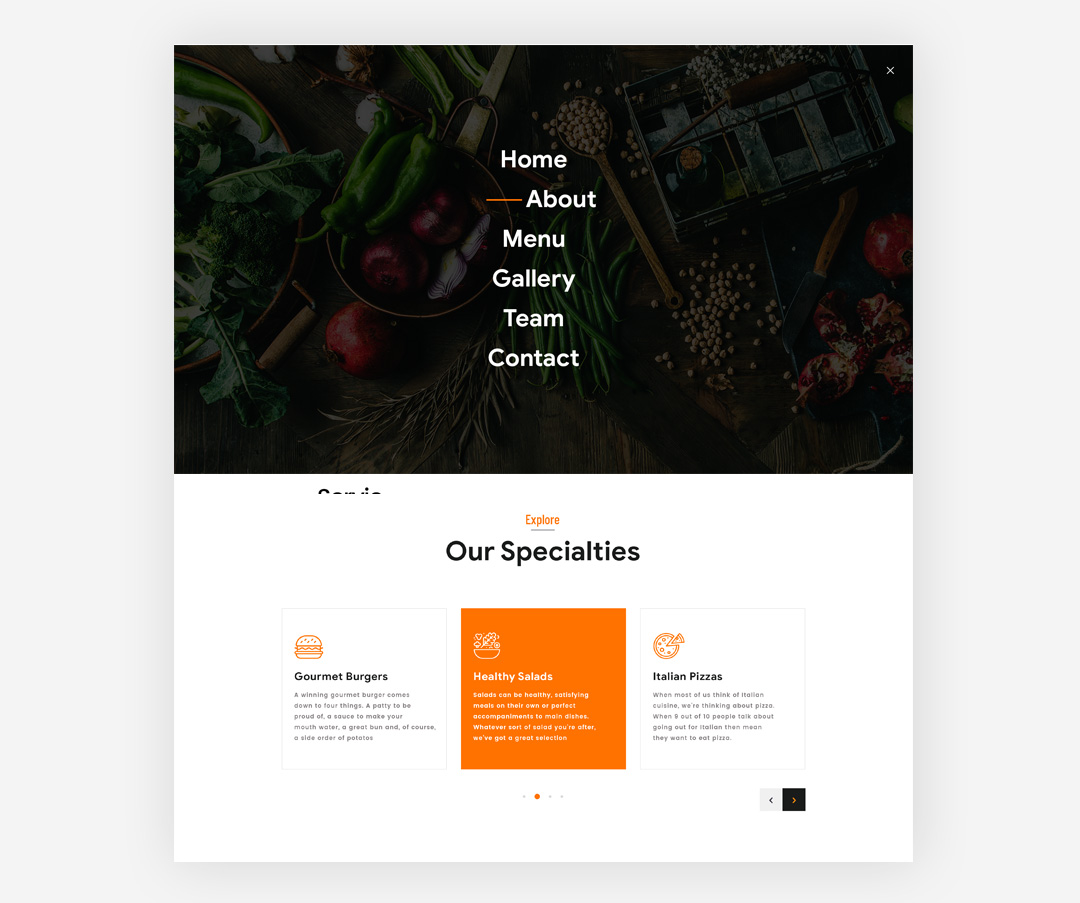 Home
About
Menu
Gallery
Team
Contact
Explore
Our Specialties
Gourmet Burgers
A winning gourmet burger comes
down to four things. A patty to be
proud of, a sauce to make your
mouth water, a great bun and, of course,
a side order of potatos
Healthy Salads
Salads can be healthy, satisfying
meals on their own or perfect
accompaniments to main dishes.
Whatever sort of salad you're after,
we've got a great selection
Italian Pizzas
When most of us think of Italian
cuisine, we're thinking about pizza.
When 9 out of 10 people talk about
going out for Italian then mean
they want to eat pizza.